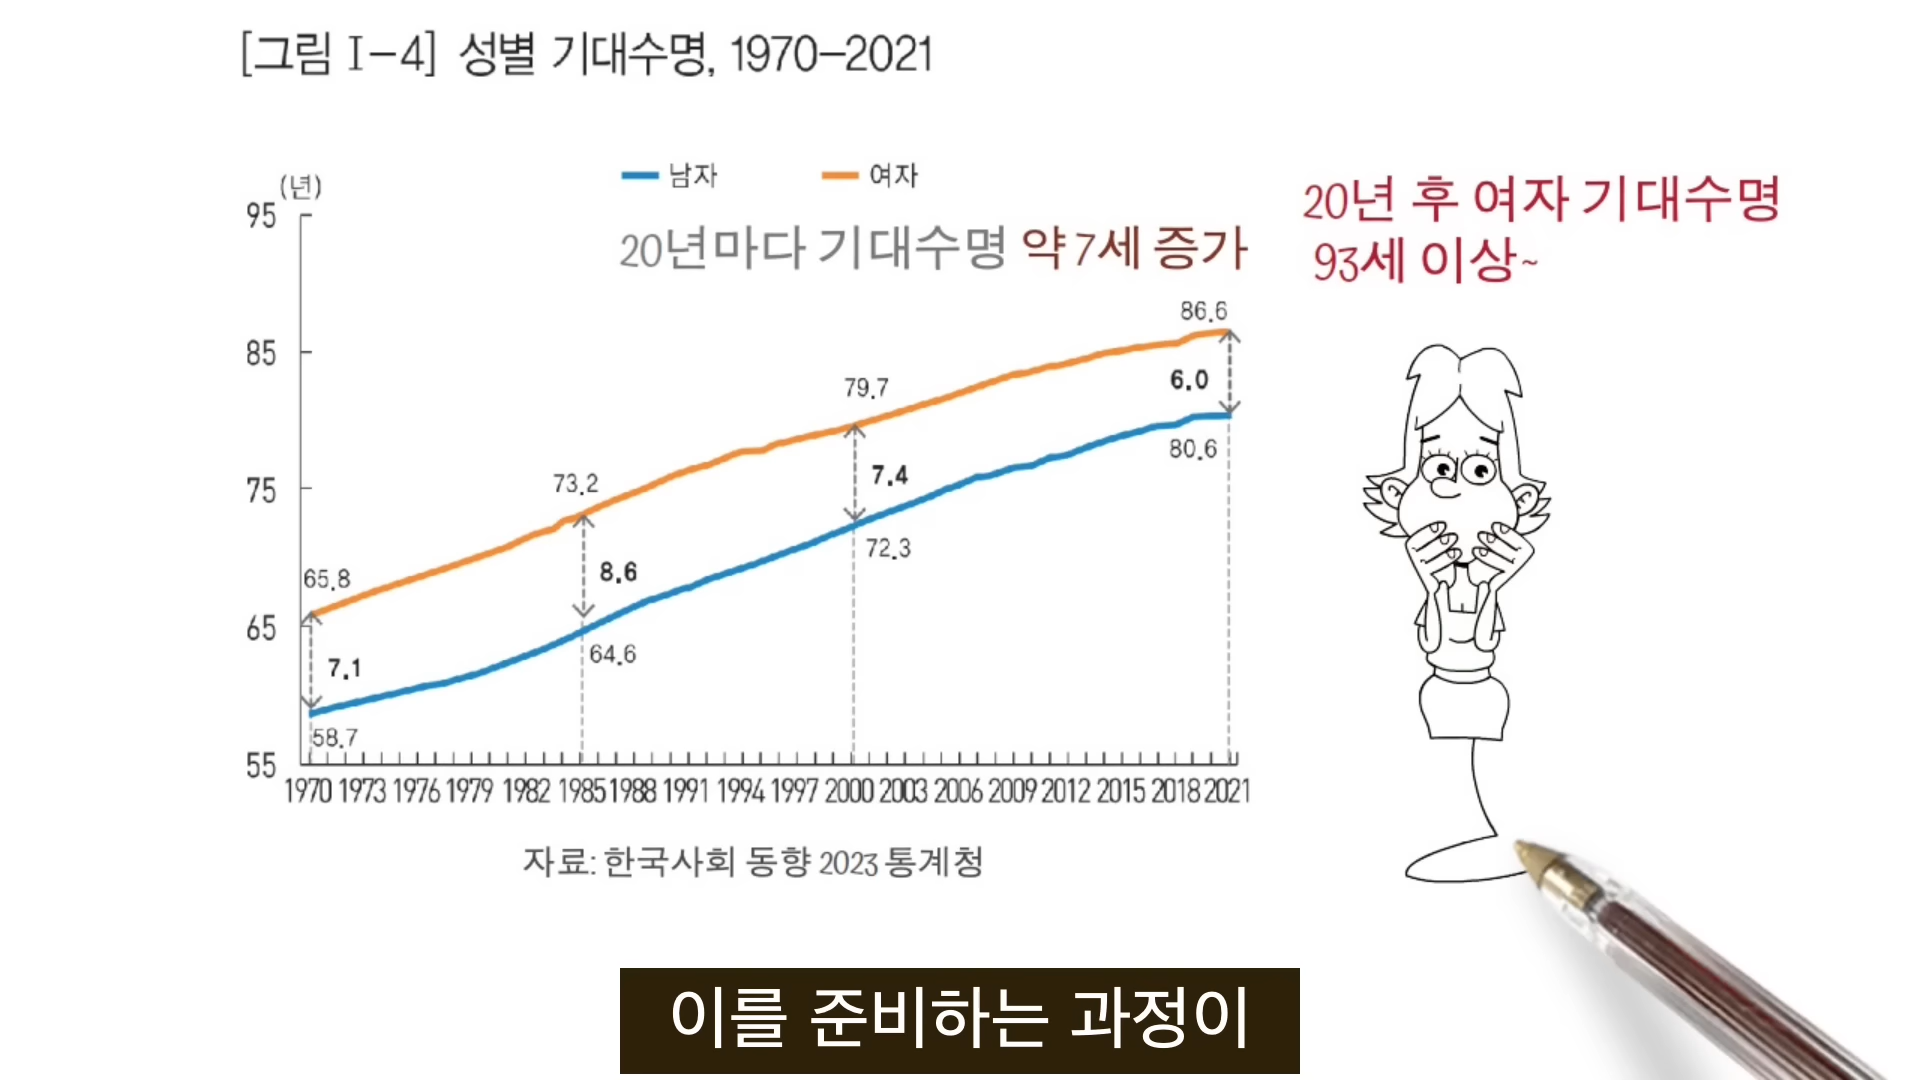 [그림 Ⅰ-4] 성별 기대수명, 1970-2021
남자 여자
(년)
20년마다 기대수명 약 7세 증가
20년 후 여자 기대수명
93세 이상~
95
85
75
65
55
86.6
6.0
80.6
79.7
7.4
72.3
73.2
8.6
64.6
65.8
7.1
58.7
1970 1973 1976 1979 1982 1985 1988 1991 1994 1997 2000 2003 2006 2009 2012 2015 2018 2021
자료: 한국사회 동향 2023 통계청
이를 준비하는 과정이